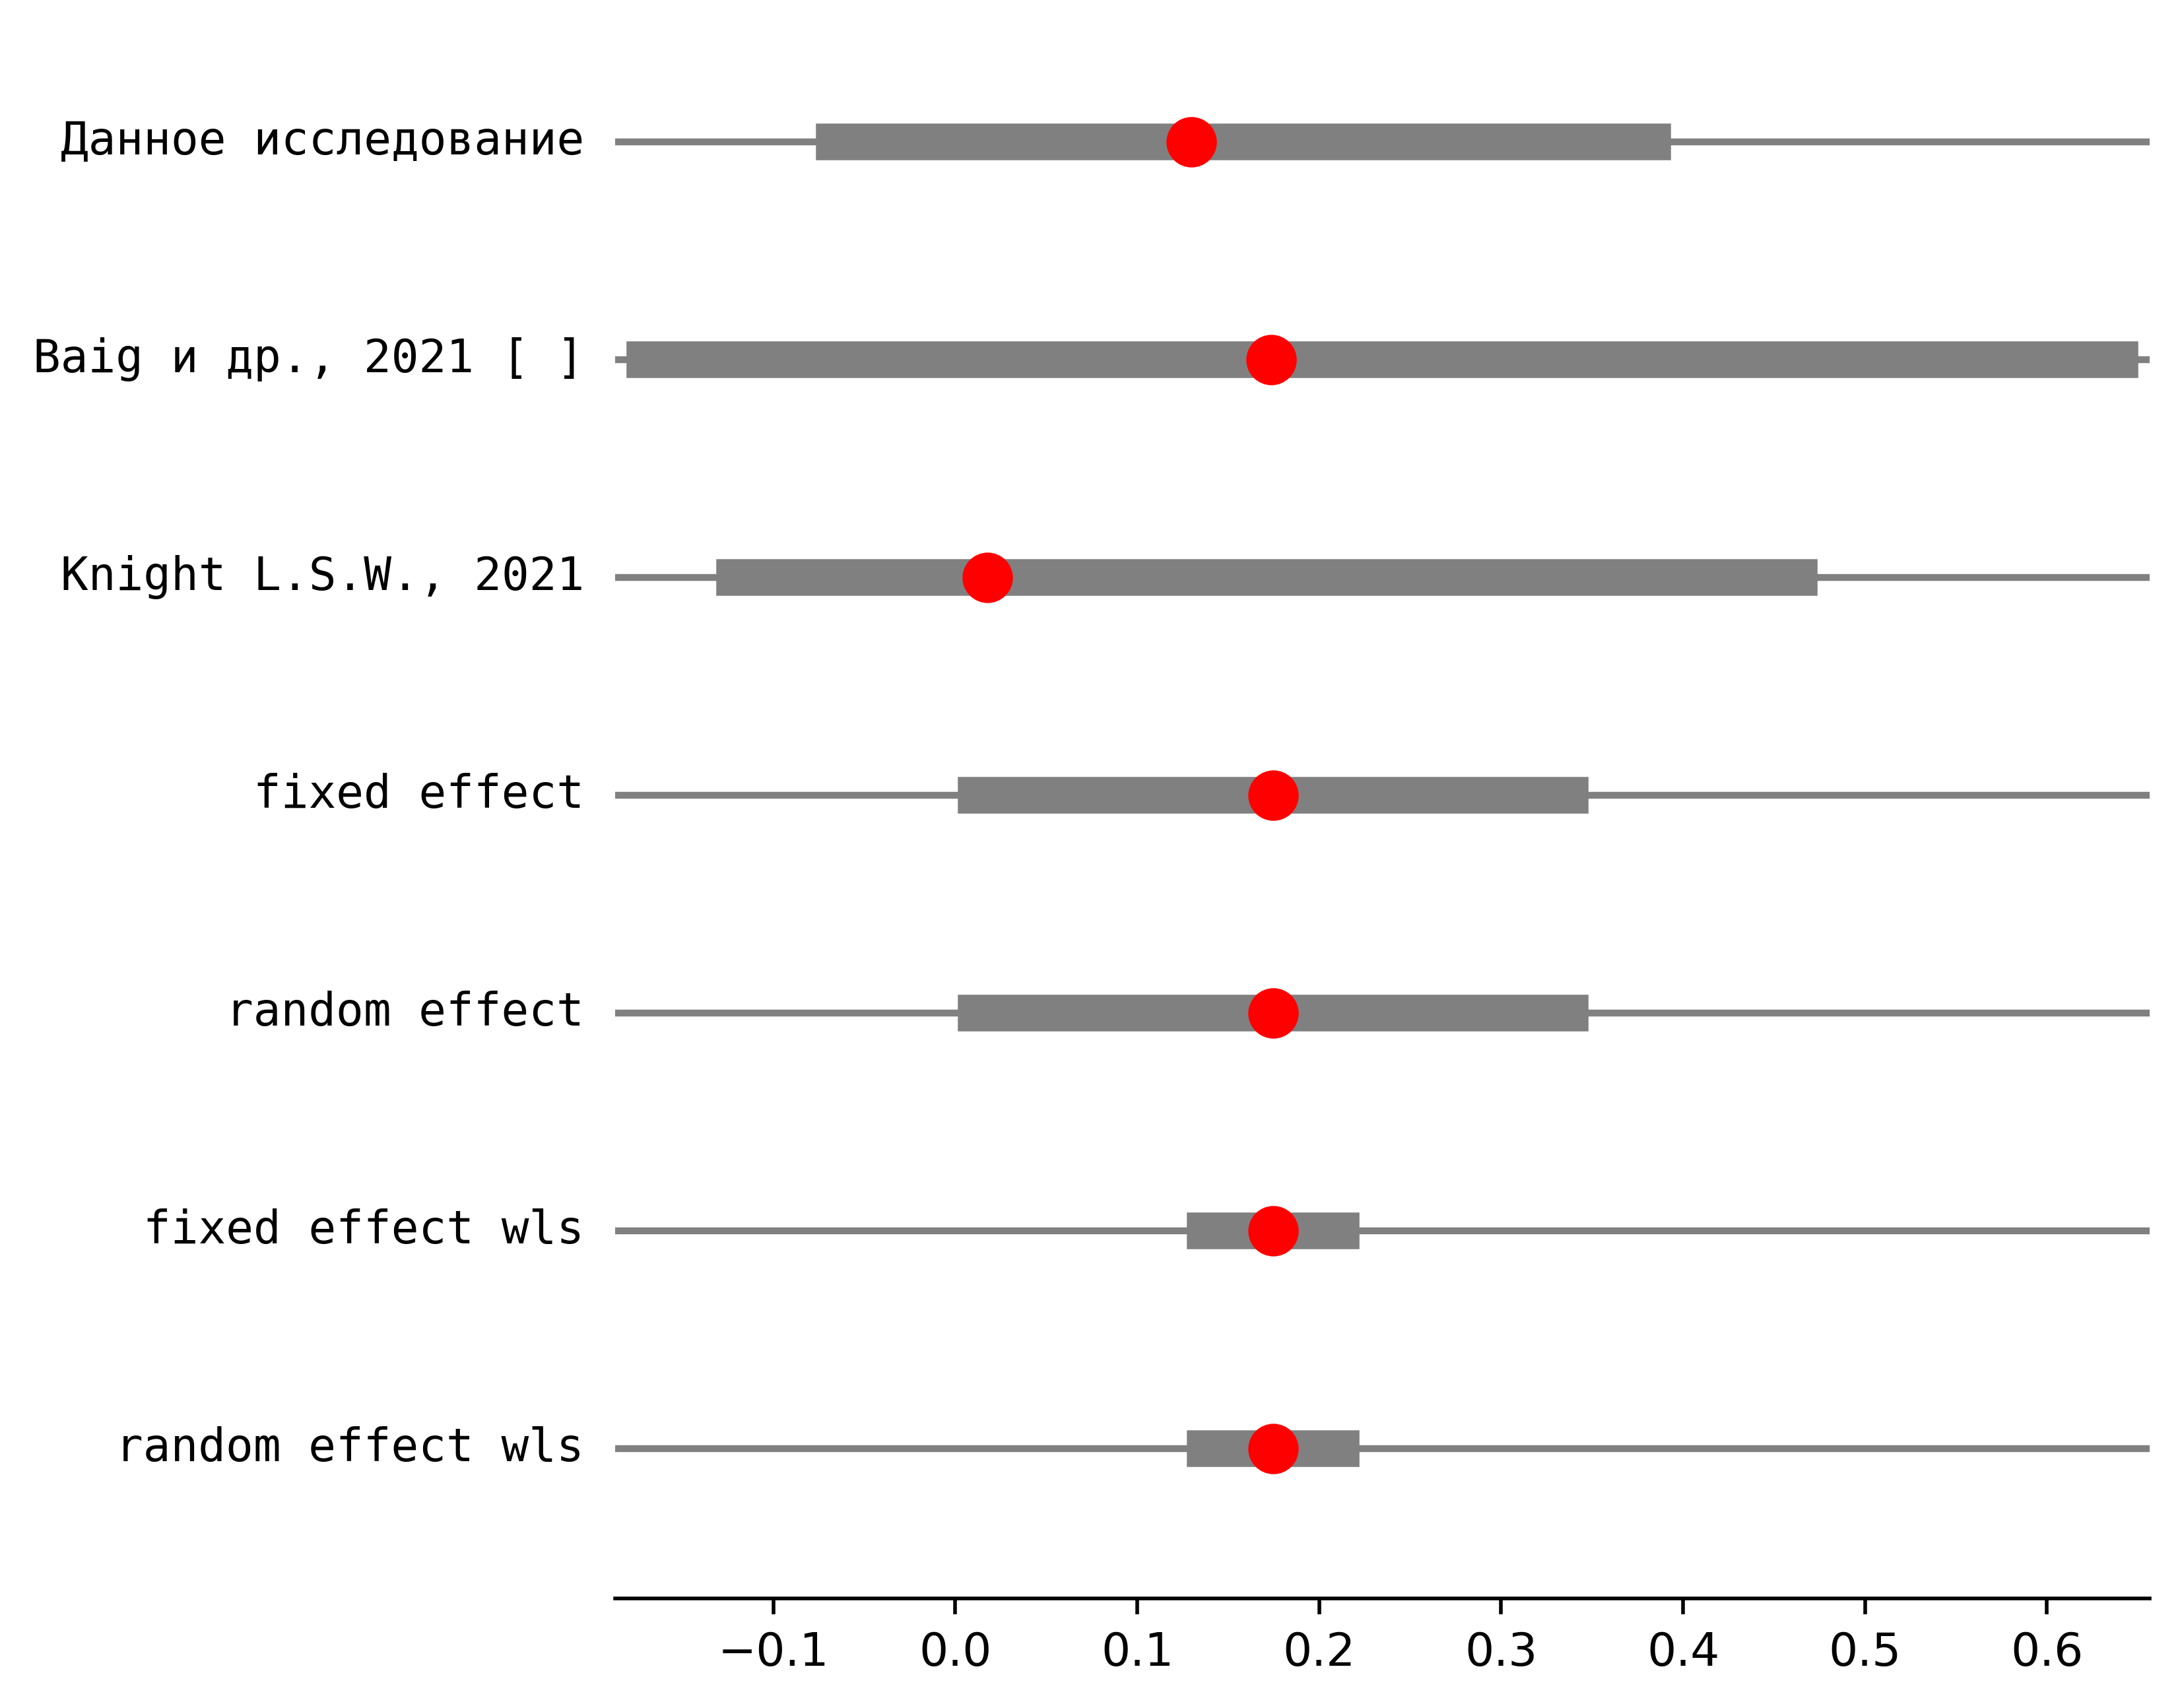 Данное исследование
Baig и др., 2021 [ ]
Knight L.S.W., 2021
fixed effect
random effect
fixed effect wls
random effect wls
−0.1 0.0 0.1 0.2 0.3 0.4 0.5 0.6